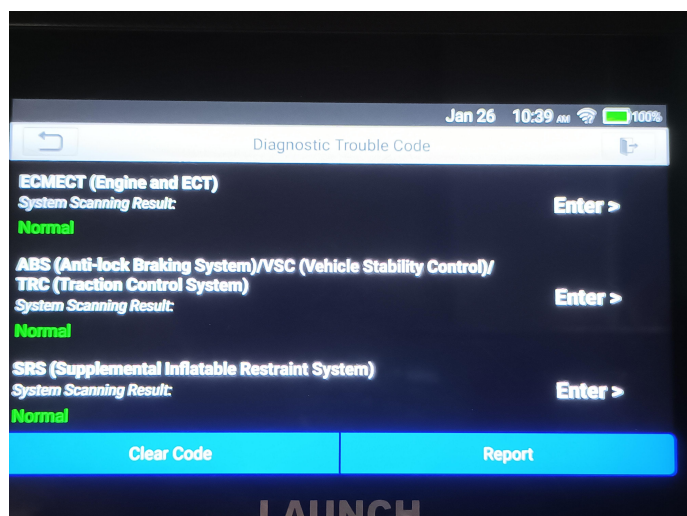 Jan 26 10:39 AM 100%
Diagnostic Trouble Code
ECMECT (Engine and ECT)
System Scanning Result:
Enter >
Normal
ABS (Anti-lock Braking System)/VSC (Vehicle Stability Control)/
TRC (Traction Control System)
System Scanning Result:
Enter >
Normal
SRS (Supplemental Inflatable Restraint System)
System Scanning Result:
Enter >
Normal
Clear Code
Report
LAUNCH